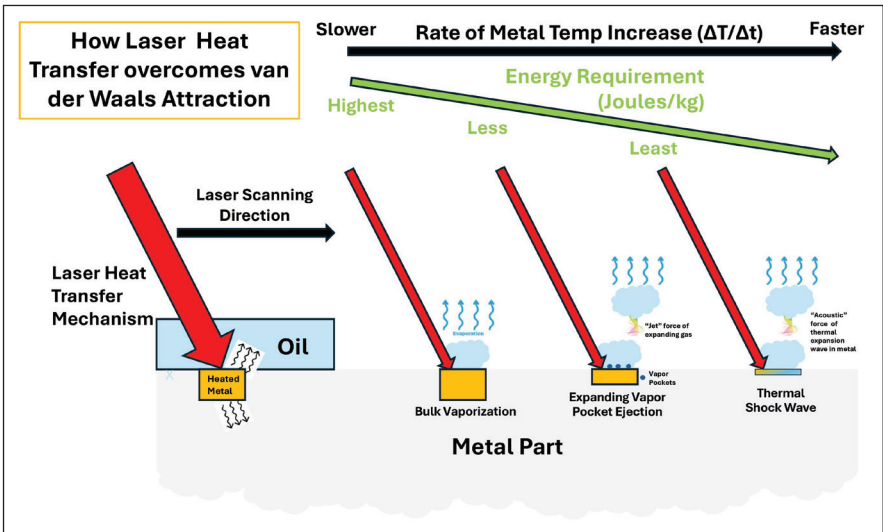 How Laser Heat
Transfer overcomes van
der Waals Attraction
Slower
Rate of Metal Temp Increase (ΔT/Δt)
Faster
Energy Requirement
(Joules/kg)
Highest
Less
Least
Laser Scanning
Direction
Laser Heat
Transfer
Mechanism
Oil
Heated
Metal
Evaporation
Bulk Vaporization
"Jet" force of
expanding gas
Vapor
Pockets
Expanding Vapor
Pocket Ejection
"Acoustic"
force of
thermal
expansion
wave in metal
Thermal
Shock Wave
Metal Part